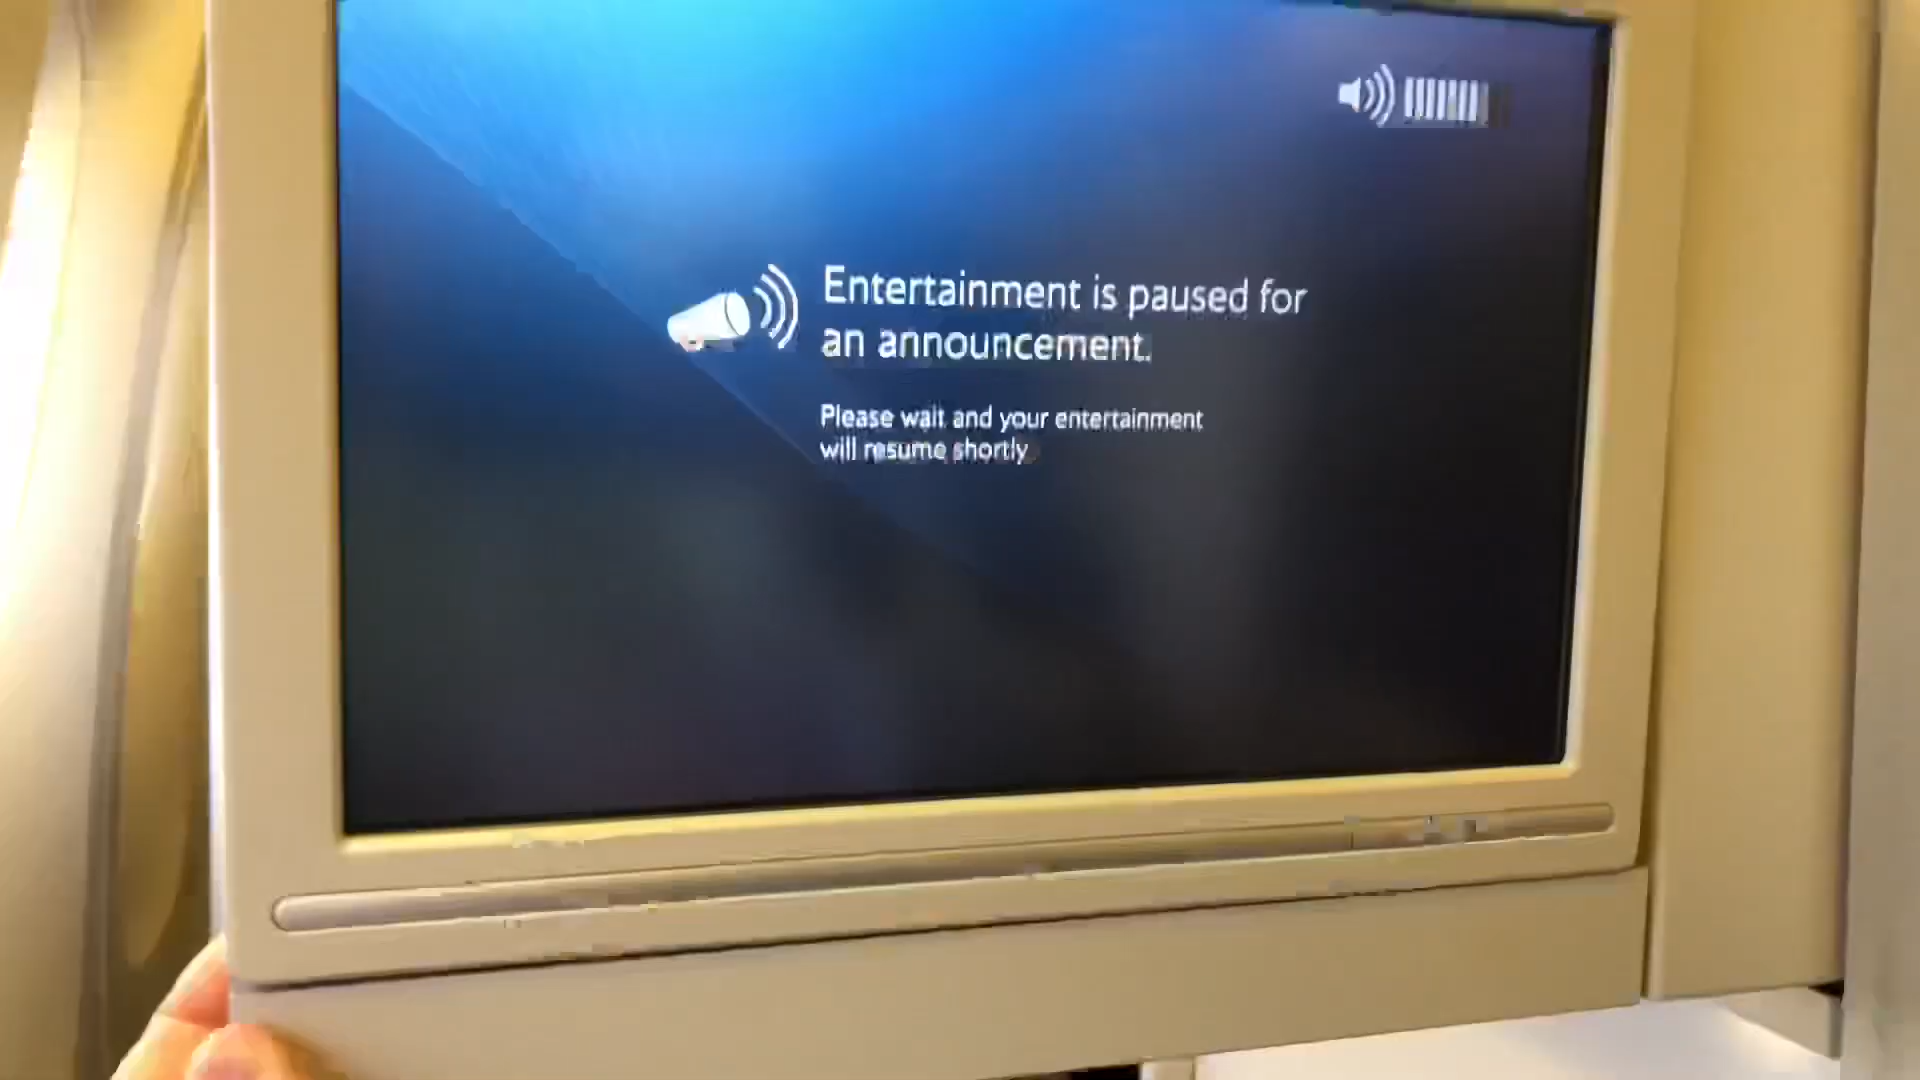 Entertainment is paused for
an announcement.
Please wait and your entertainment
will resume shortly